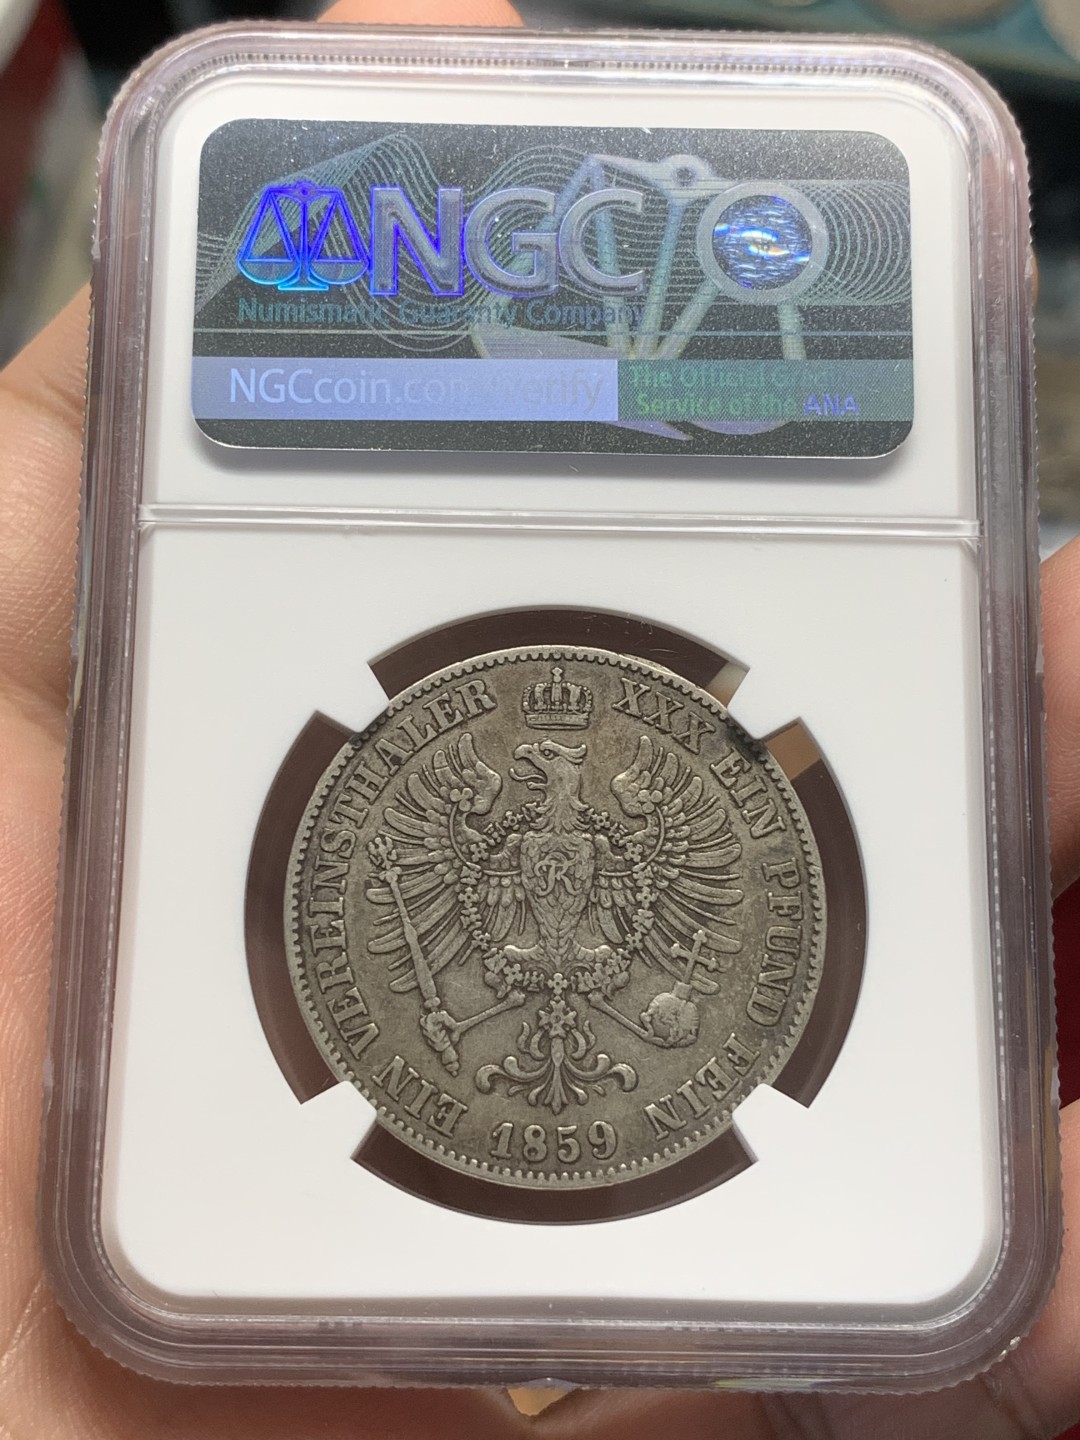 NGC
Numismatic Guaranty Company
NGCcoin.com/Verify
The Official Grading
Service of the ANA
EIN VEREINSTHALER XXX EIN PFUND FEIN
FR
1859